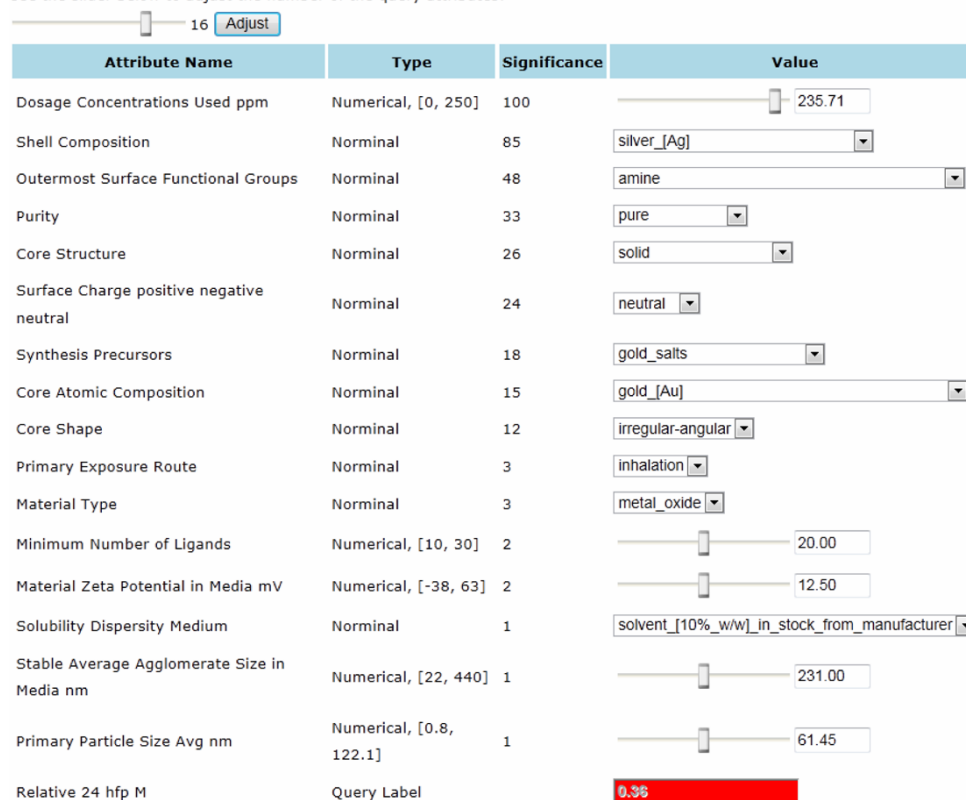 16 Adjust
Attribute Name Type Significance Value
Dosage Concentrations Used ppm Numerical, [0, 250] 100 235.71
Shell Composition Norminal 85 silver_[Ag]
Outermost Surface Functional Groups Norminal 48 amine
Purity Norminal 33 pure
Core Structure Norminal 26 solid
Surface Charge positive negative
neutral Norminal 24 neutral
Synthesis Precursors Norminal 18 gold_salts
Core Atomic Composition Norminal 15 gold_[Au]
Core Shape Norminal 12 irregular-angular
Primary Exposure Route Norminal 3 inhalation
Material Type Norminal 3 metal_oxide
Minimum Number of Ligands Numerical, [10, 30] 2 20.00
Material Zeta Potential in Media mV Numerical, [-38, 63] 2 12.50
Solubility Dispersity Medium Norminal 1 solvent_[10%_w/w]_in_stock_from_manufacturer
Stable Average Agglomerate Size in
Media nm Numerical, [22, 440] 1 231.00
Primary Particle Size Avg nm Numerical, [0.8,
122.1] 1 61.45
Relative 24 hfp M Query Label 0.36